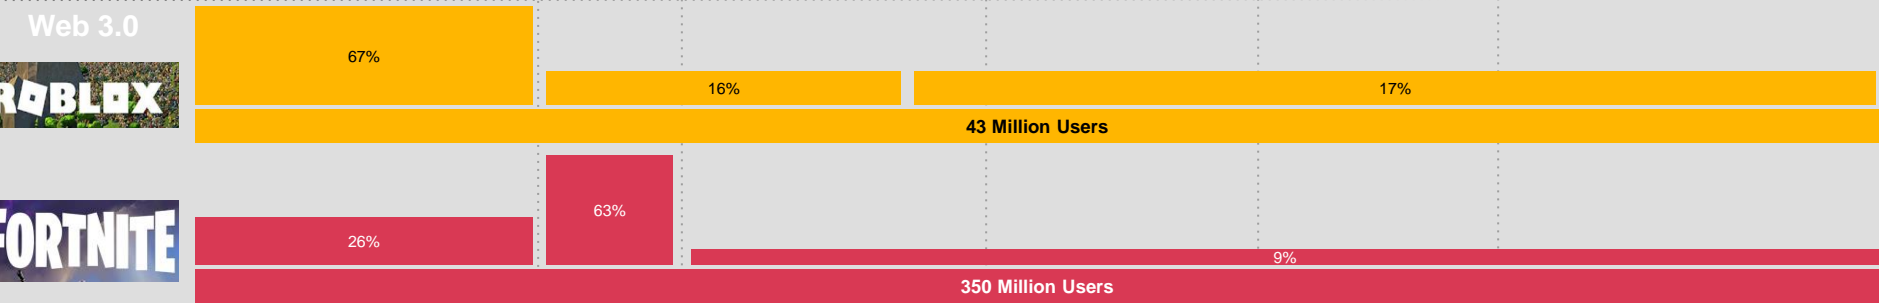 Web 3.0
67%
ROBLOX
16%
17%
43 Million Users
63%
FORTNITE
26%
9%
350 Million Users